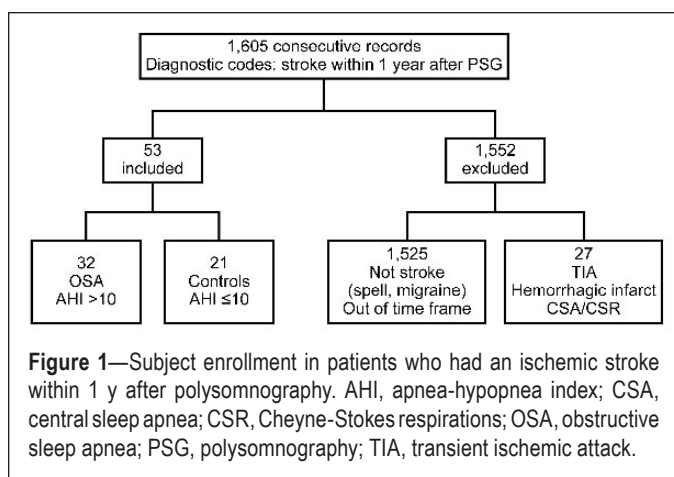 1,605 consecutive records
Diagnostic codes: stroke within 1 year after PSG
53
included
1,552
excluded
32
OSA
AHI >10
21
Controls
AHI ≤10
1,525
Not stroke
(spell, migraine)
Out of time frame
27
TIA
Hemorrhagic infarct
CSA/CSR
Figure 1—Subject enrollment in patients who had an ischemic stroke
within 1 y after polysomnography. AHI, apnea-hypopnea index; CSA,
central sleep apnea; CSR, Cheyne-Stokes respirations; OSA, obstructive
sleep apnea; PSG, polysomnography; TIA, transient ischemic attack.